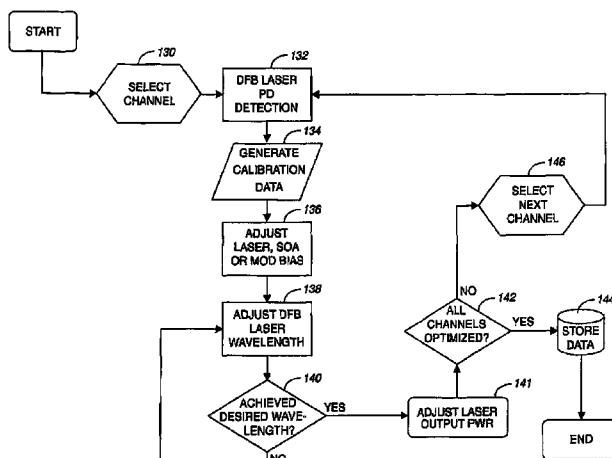 START
130
SELECT
CHANNEL
132
DFB LASER
PD
DETECTION
134
GENERATE
CALIBRATION
DATA
136
ADJUST
LASER, SOA
OR MOD BIAS
138
ADJUST DFB
LASER
WAVELENGTH
140
ACHIEVED
DESIRED WAVE-
LENGTH?
YES
NO
141
ADJUST LASER
OUTPUT PWR
142
ALL
CHANNELS
OPTIMIZED?
NO
YES
146
SELECT
NEXT
CHANNEL
144
STORE
DATA
END